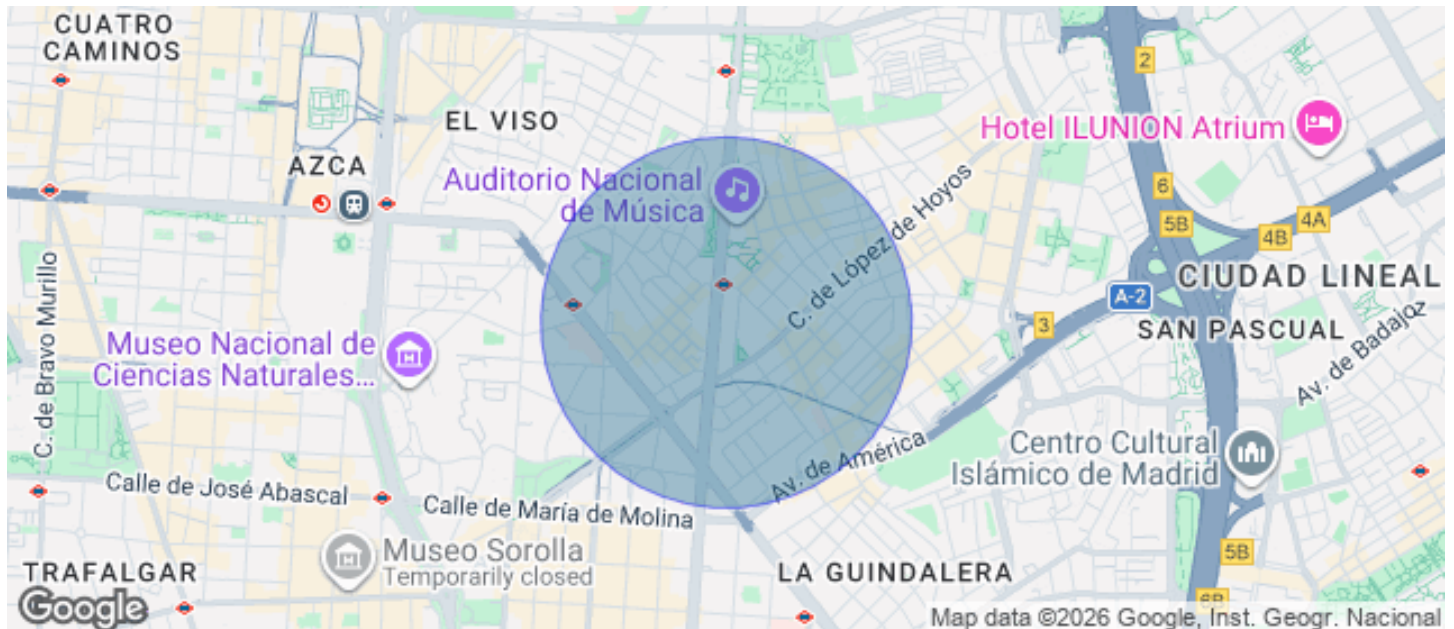 CUATRO
CAMINOS
2
EL VISO
Hotel ILUNION Atrium
AZCA
Auditorio Nacional
de Música
C. de López de Hoyos
6
5B
4A
4B
CIUDAD LINEAL
A-2
3
SAN PASCUAL
C. de Bravo Murillo
Museo Nacional de
Ciencias Naturales...
Av. de Badajoz
Av. de América
Centro Cultural
Islámico de Madrid
Calle de José Abascal
Calle de María de Molina
Museo Sorolla
Temporarily closed
5B
TRAFALGAR
LA GUINDALERA
6B
Google
Map data ©2026 Google, Inst. Geogr. Nacional